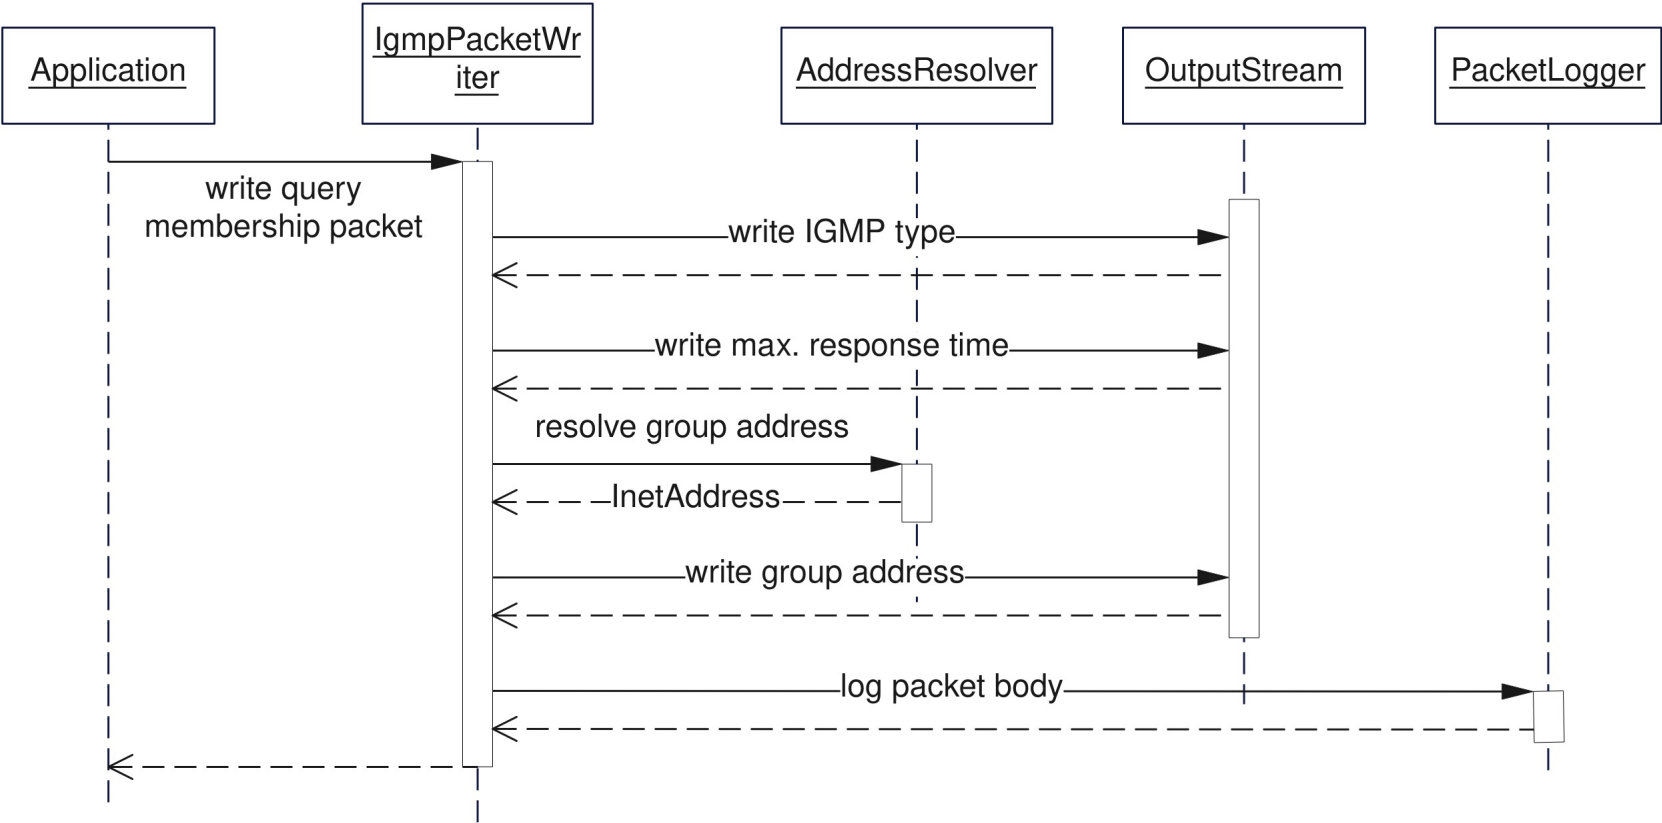 Application
IgmpPacketWr
iter
AddressResolver
OutputStream
PacketLogger
write query
membership packet
write IGMP type
write max. response time
resolve group address
InetAddress
write group address
log packet body